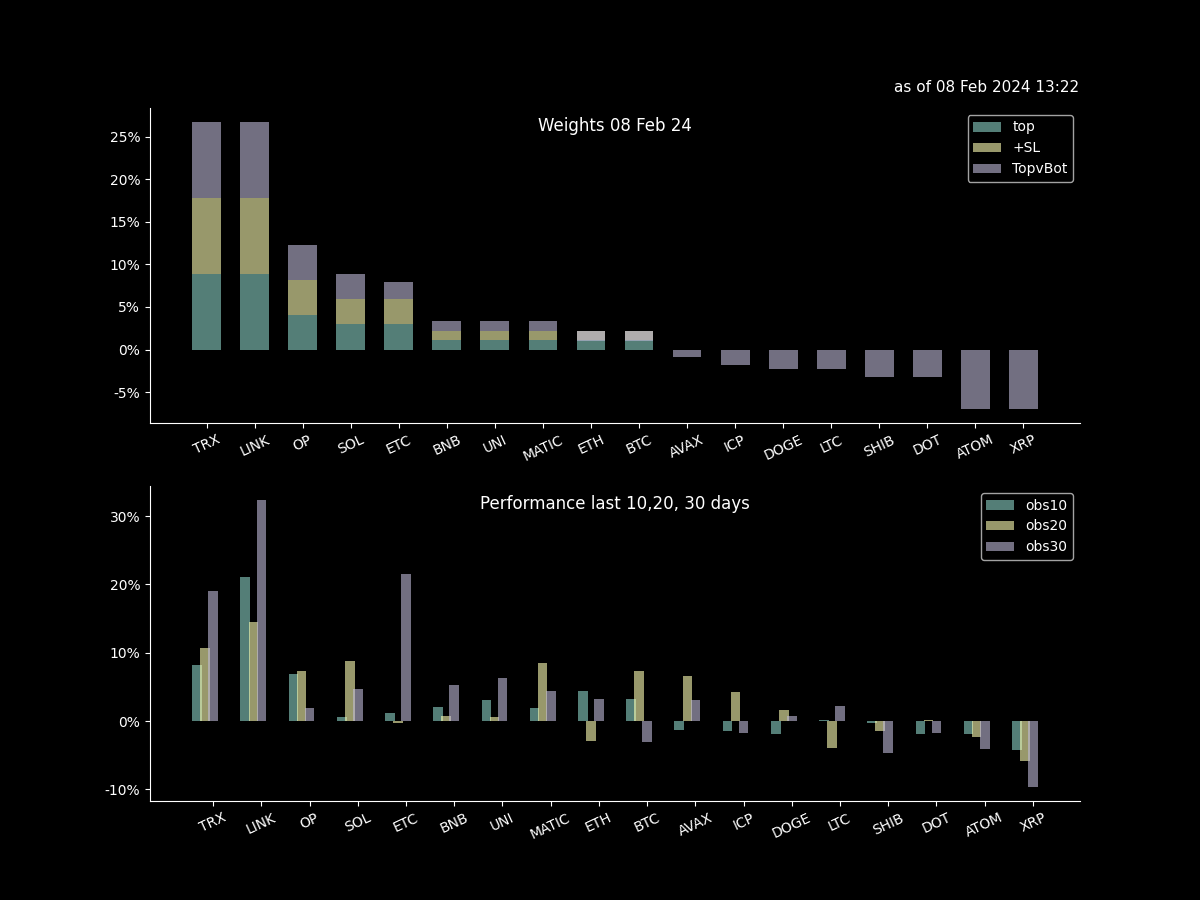 as of 08 Feb 2024 13:22
Weights 08 Feb 24
top
+SL
TopvBot
25%
20%
15%
10%
5%
0%
-5%
TRX LINK OP SOL ETC BNB UNI MATIC ETH BTC AVAX ICP DOGE LTC SHIB DOT ATOM XRP
Performance last 10,20, 30 days
obs10
obs20
obs30
30%
20%
10%
0%
-10%
TRX LINK OP SOL ETC BNB UNI MATIC ETH BTC AVAX ICP DOGE LTC SHIB DOT ATOM XRP